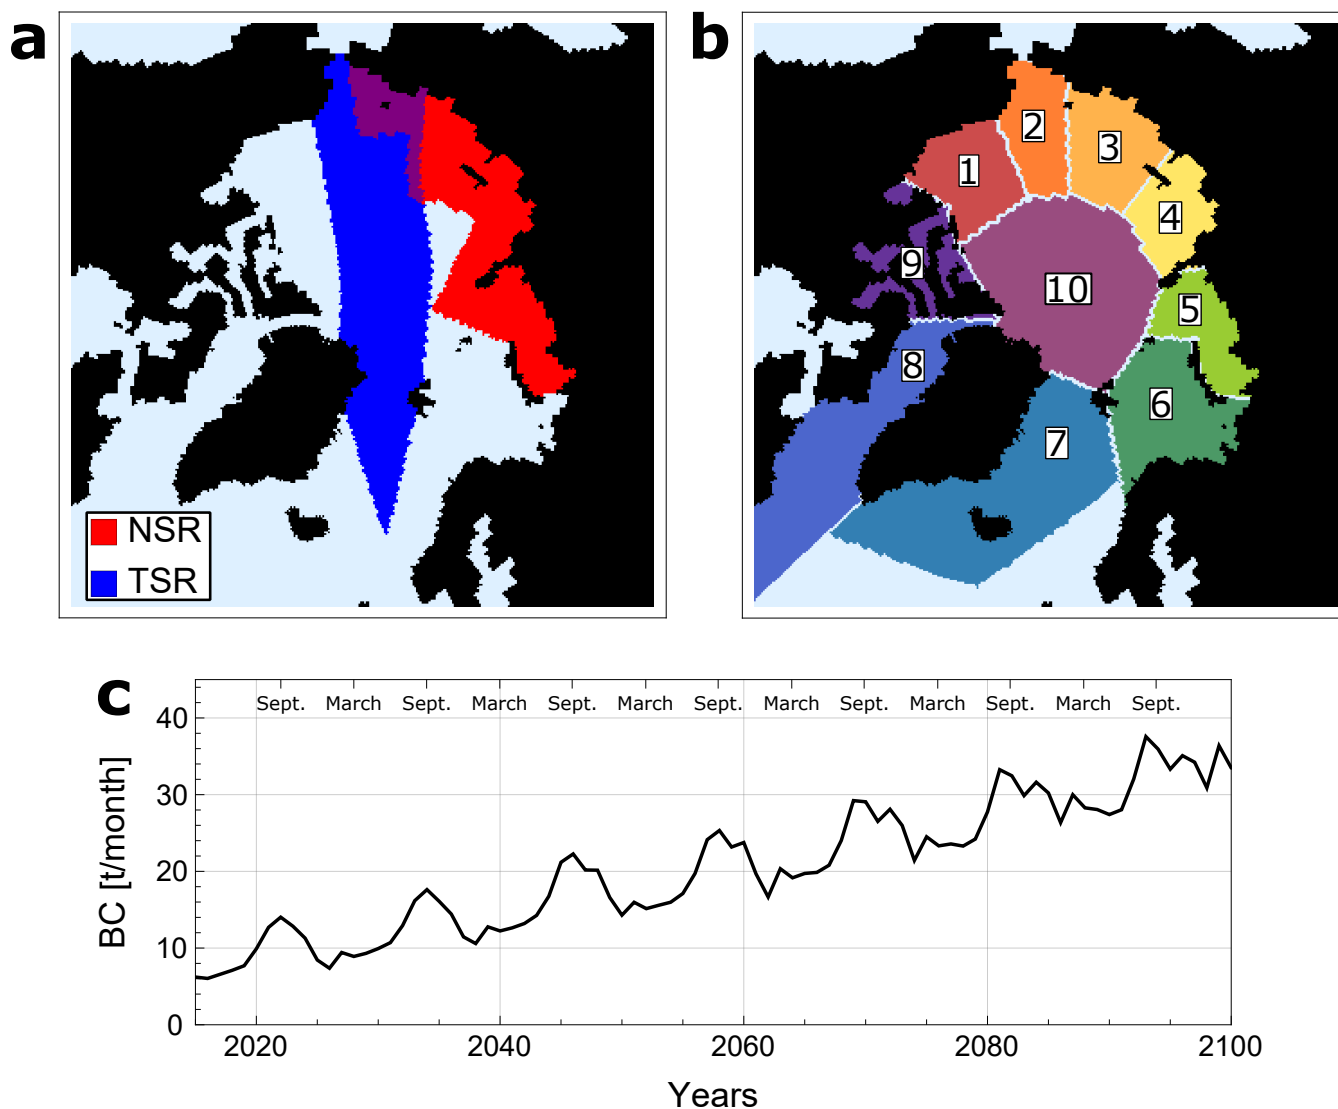 a
NSR
TSR
b
1
2
3
4
5
6
7
8
9
10
c
Sept. March Sept. March Sept. March Sept. March Sept. March Sept. March Sept.
BC [t/month]
40
30
20
10
0
2020 2040 2060 2080 2100
Years